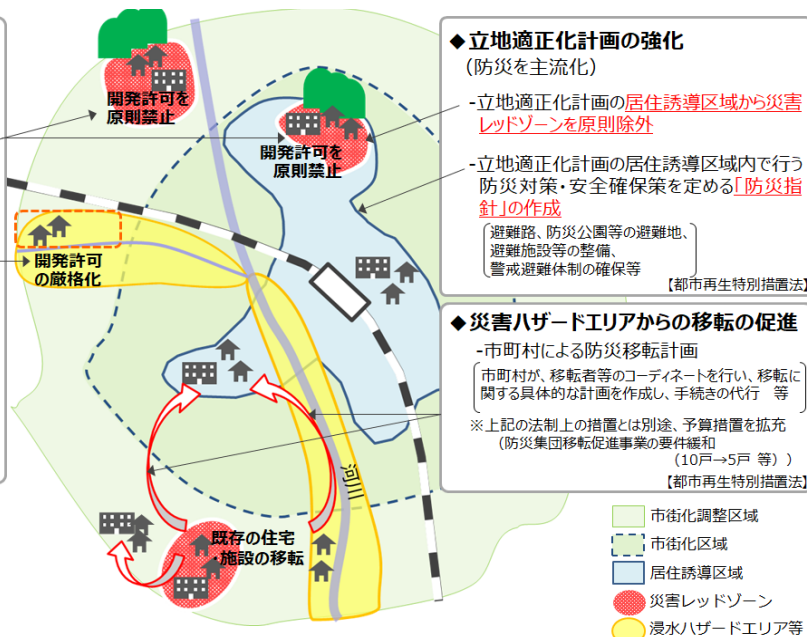 開発許可を
原則禁止
開発許可を
原則禁止
開発許可
の厳格化
河川
既存の住宅
・施設の移転
◆立地適正化計画の強化
(防災を主流化)
-立地適正化計画の居住誘導区域から災害
レッドゾーンを原則除外
-立地適正化計画の居住誘導区域内で行う
防災対策・安全確保策を定める「防災指
針」の作成
避難路、防災公園等の避難地、
避難施設等の整備、
警戒避難体制の確保等
【都市再生特別措置法】
◆災害ハザードエリアからの移転の促進
-市町村による防災移転計画
市町村が、移転者等のコーディネートを行い、移転に
関する具体的な計画を作成し、手続きの代行 等
※上記の法制上の措置とは別途、予算措置を拡充
(防災集団移転促進事業の要件緩和
(10戸→5戸 等))
【都市再生特別措置法】
市街化調整区域
市街化区域
居住誘導区域
災害レッドゾーン
浸水ハザードエリア等